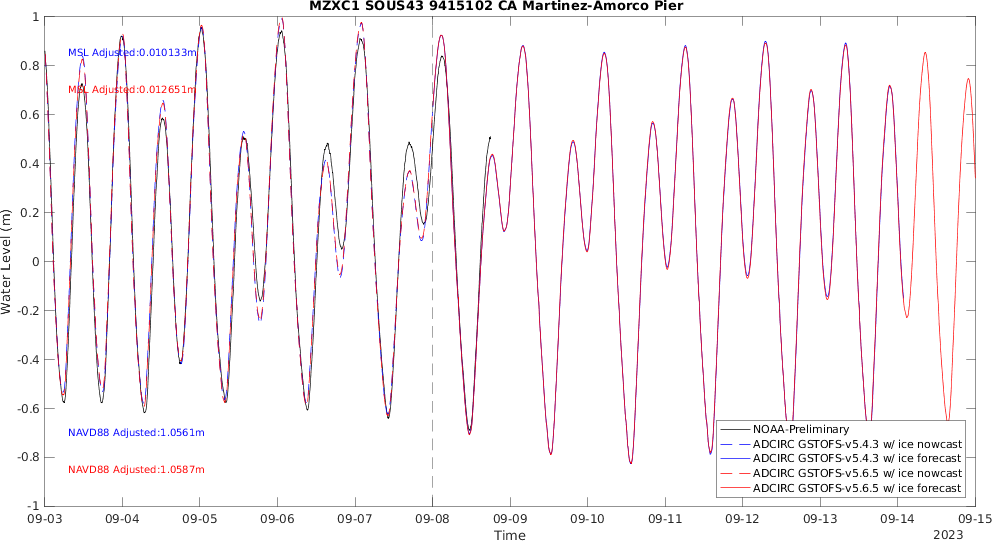 MZXC1 SOUS43 9415102 CA Martinez-Amorco Pier
1
0.8
0.6
0.4
0.2
0
-0.2
-0.4
-0.6
-0.8
-1
Water Level (m)
MSL Adjusted:0.010133m
MSL Adjusted:0.012651m
NAVD88 Adjusted:1.0561m
NAVD88 Adjusted:1.0587m
NOAA-Preliminary
ADCIRC GSTOFS-v5.4.3 w/ ice nowcast
ADCIRC GSTOFS-v5.4.3 w/ ice forecast
ADCIRC GSTOFS-v5.6.5 w/ ice nowcast
ADCIRC GSTOFS-v5.6.5 w/ ice forecast
09-03 09-04 09-05 09-06 09-07 09-08 09-09 09-10 09-11 09-12 09-13 09-14 09-15
Time
2023